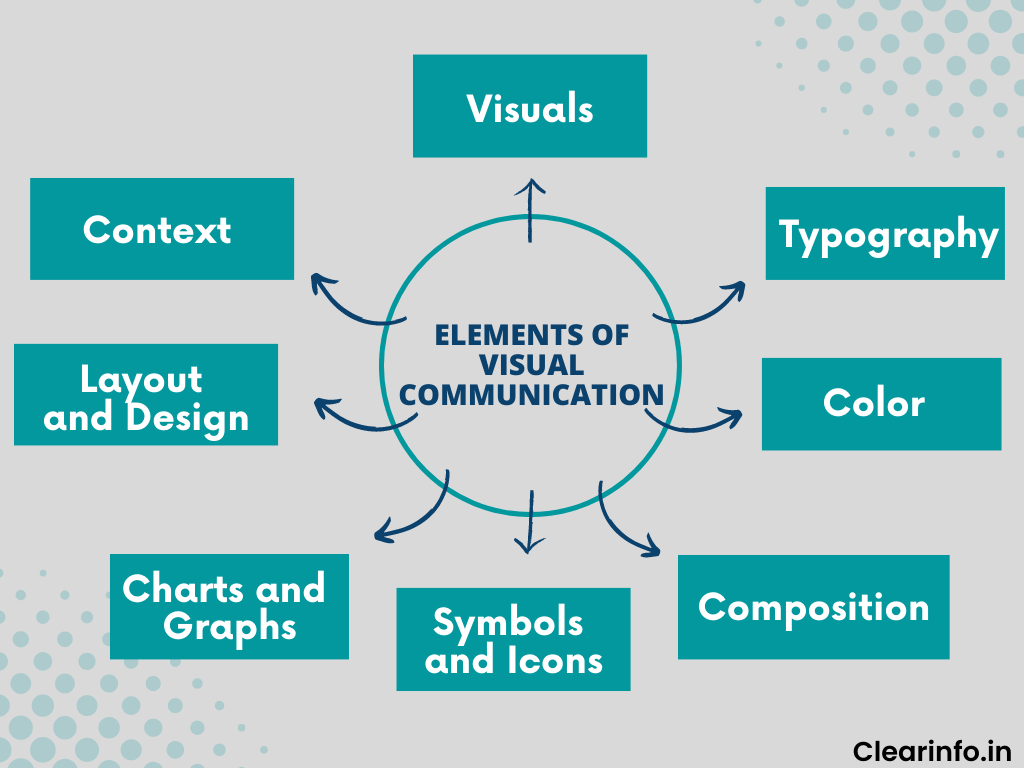 Visuals
Context
Typography
ELEMENTS OF
VISUAL
COMMUNICATION
Layout
and Design
Color
Charts and
Graphs
Symbols
and Icons
Composition
Clearinfo.in